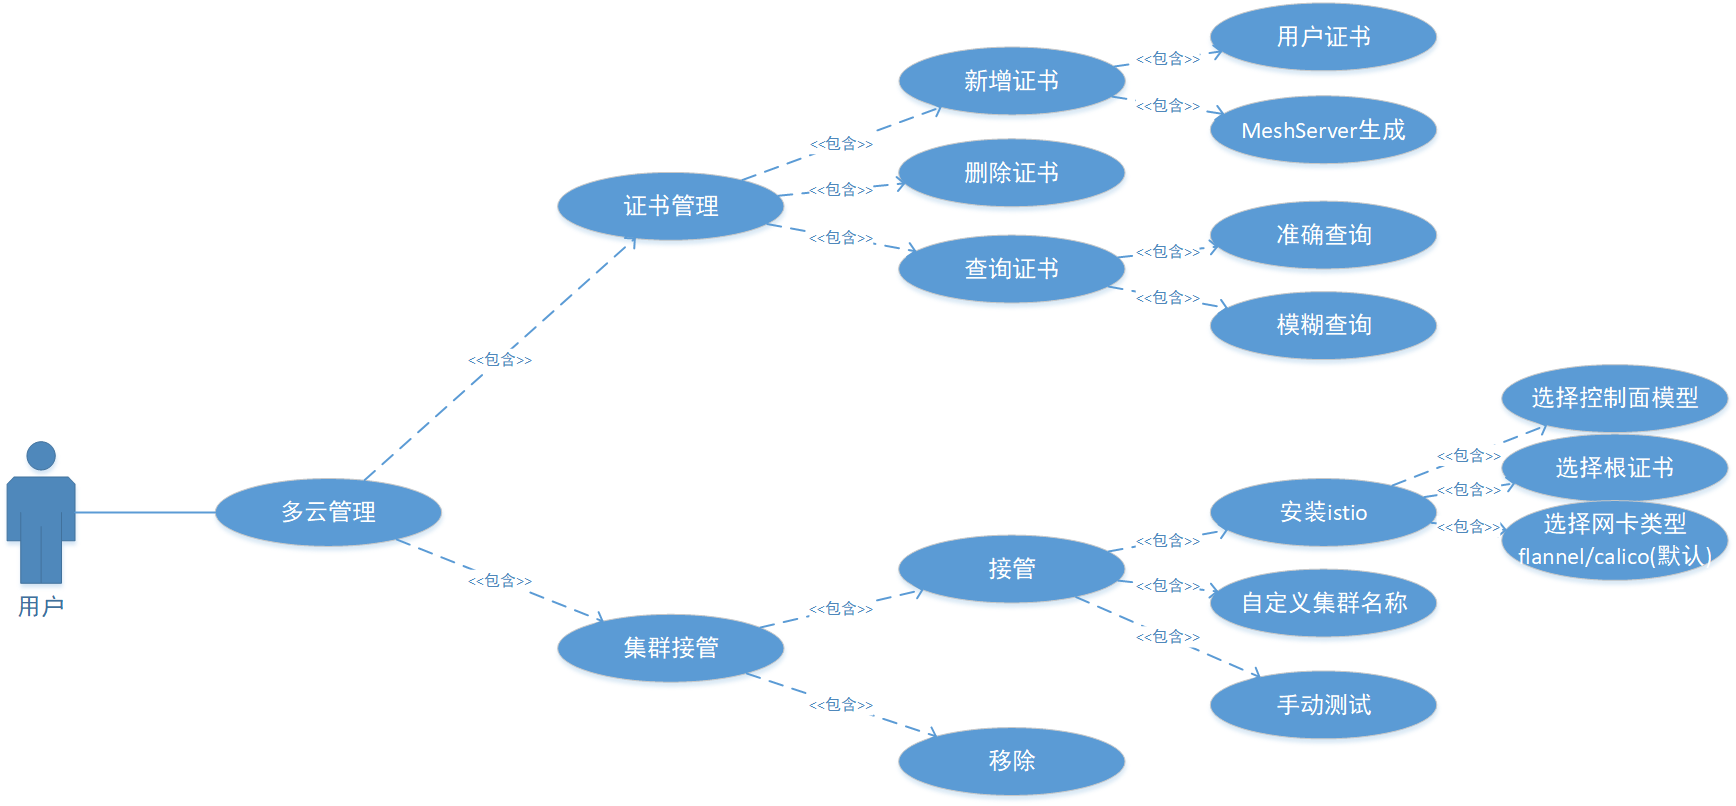 用户证书
<<包含>>
新增证书
<<包含>>
MeshServer生成
<<包含>>
删除证书
<<包含>>
证书管理
<<包含>>
准确查询
<<包含>>
查询证书
<<包含>>
模糊查询
<<包含>>
<<包含>>
选择控制面模型
<<包含>>
选择根证书
<<包含>>
安装istio
<<包含>>
选择网卡类型
flannel/calico(默认)
多云管理
用户
<<包含>>
<<包含>>
接管
<<包含>>
自定义集群名称
<<包含>>
集群接管
<<包含>>
手动测试
<<包含>>
移除